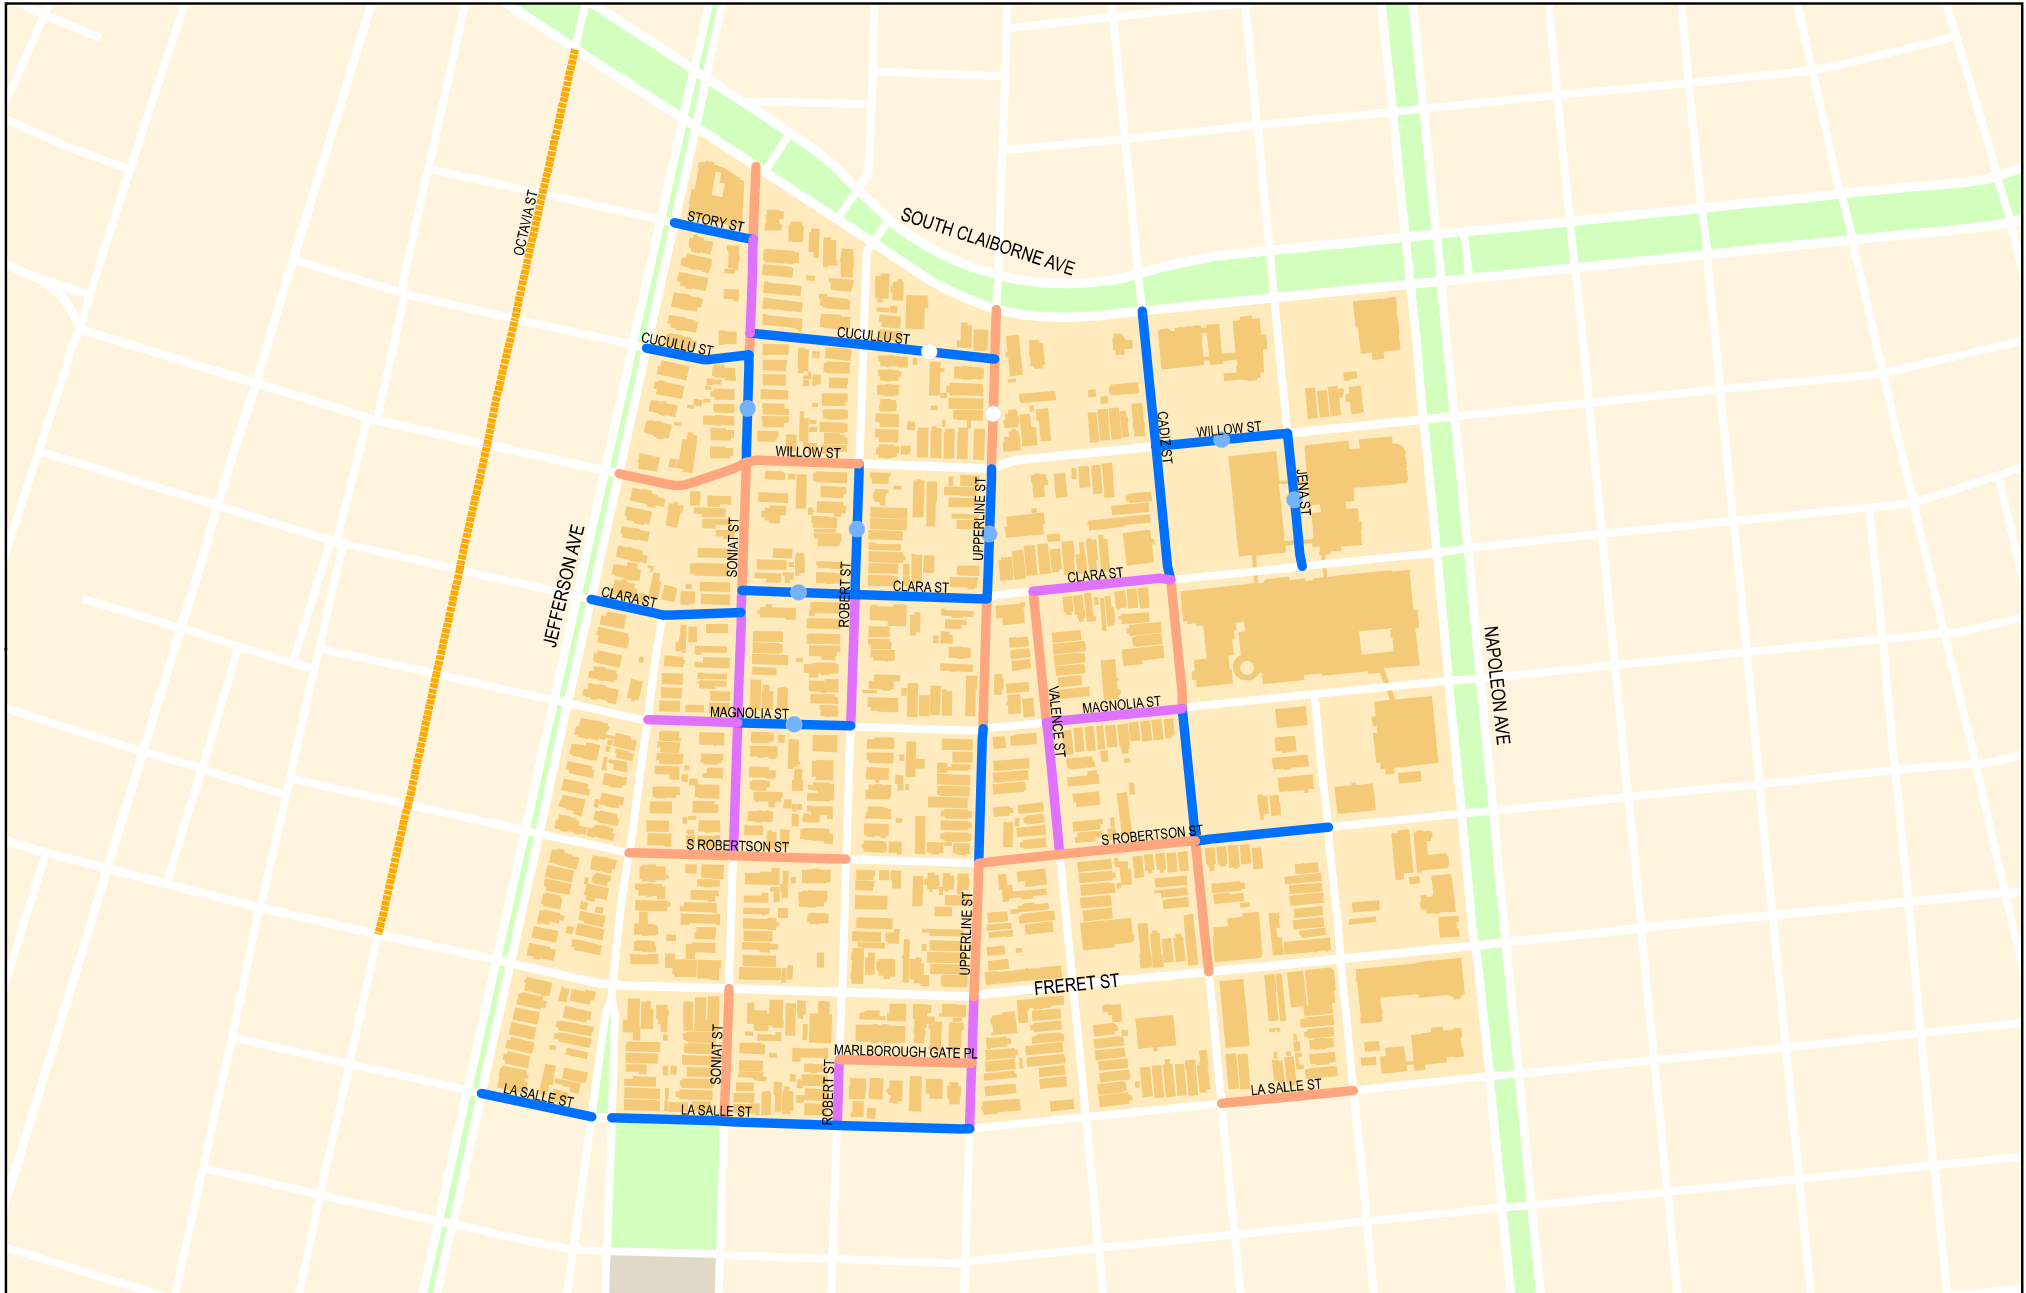 OCTAVIA ST
STORY ST
SOUTH CLAIBORNE AVE
CUCULLU ST
CUCULLU ST
CADIZ ST
WILLOW ST
WILLOW ST
JENA ST
UPPERLINE ST
SONIAT ST
JEFFERSON AVE
ROBERT ST
CLARA ST
CLARA ST
CLARA ST
NAPOLEON AVE
VALENCE ST
MAGNOLIA ST
MAGNOLIA ST
S ROBERTSON ST
S ROBERTSON ST
UPPERLINE ST
FRERET ST
SONIAT ST
MARLBOROUGH GATE PL
ROBERT ST
LA SALLE ST
LA SALLE ST
LA SALLE ST